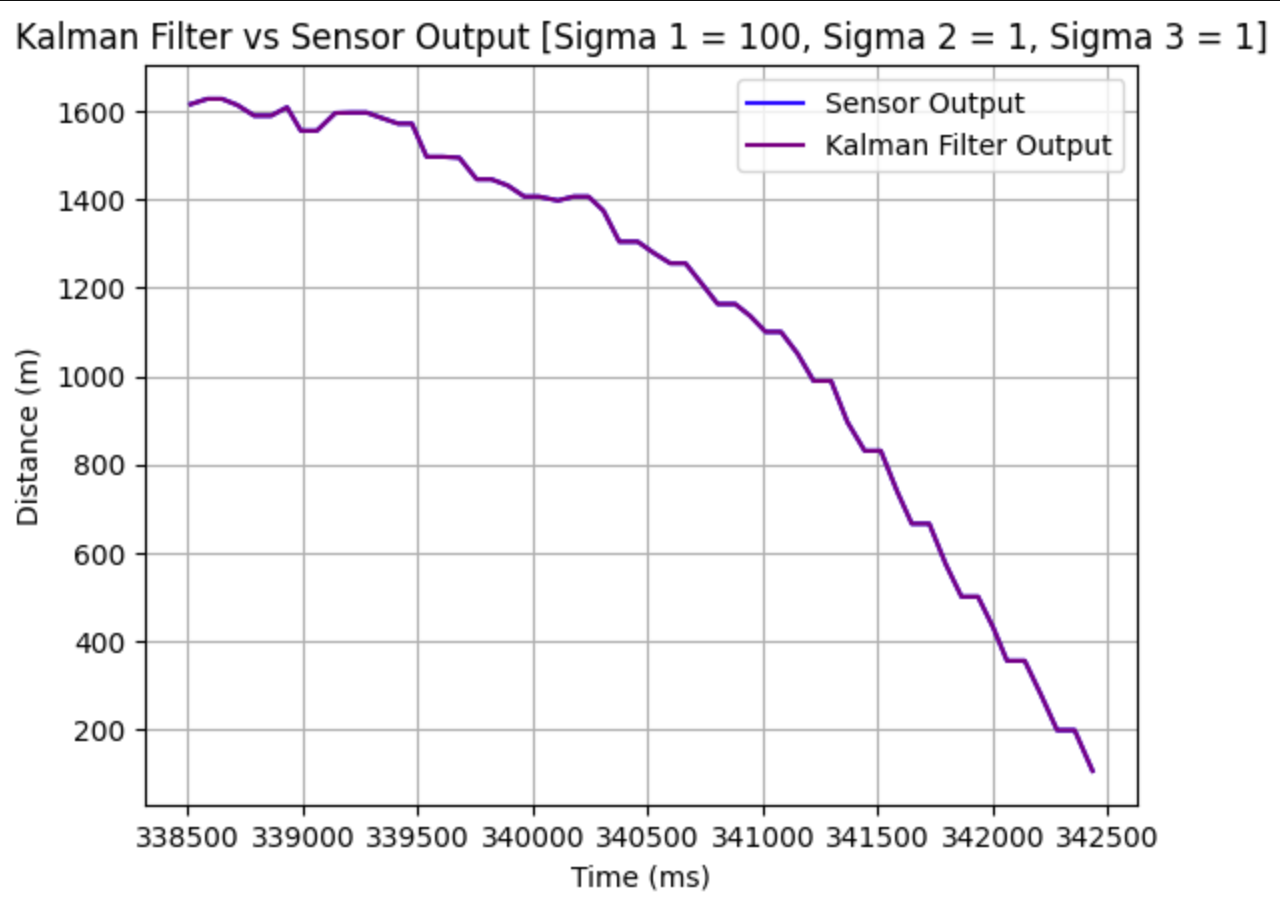 Kalman Filter vs Sensor Output [Sigma 1 = 100, Sigma 2 = 1, Sigma 3 = 1]
Sensor Output
Kalman Filter Output
Distance (m)
1600
1400
1200
1000
800
600
400
200
338500 339000 339500 340000 340500 341000 341500 342000 342500
Time (ms)